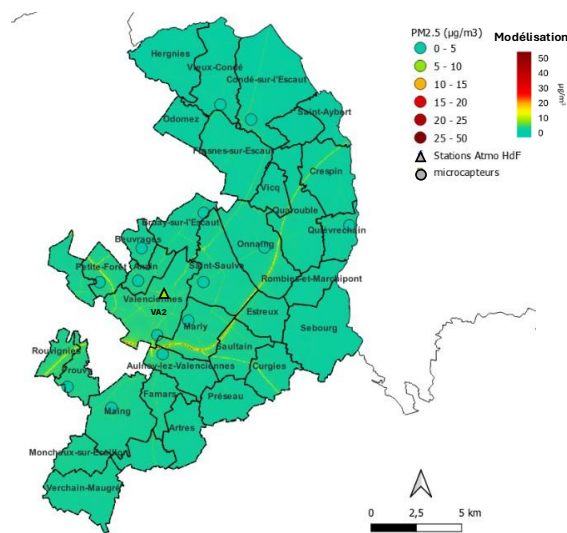 PM2.5 (µg/m3)
0 - 5
5 - 10
10 - 15
15 - 20
20 - 25
25 - 50
Stations Atmo HdF
microcapteurs
Modélisation
50
40
30
20
10
0
µg/m³
Hergnies
Vieux-Condé
Condé-sur-l'Escaut
Saint-Aybert
Odomez
Fresnes-sur-Escaut
Crespin
Vicq
Quarouble
Bruay-sur-l'Escaut
Quiévrechain
Onnaing
Beuvrages
Petite-Forêt
Anzin
Saint-Saulve
Rombies-et-Marchipont
Valenciennes
VA2
Estreux
Marly
Sebourg
Rouvignies
Saultain
Prouvy
Aulnoy-lez-Valenciennes
Curgies
Famars
Préseau
Maing
Artres
Monchaux-sur-Ecaillon
Verchain-Maugré
0
2,5
5 km